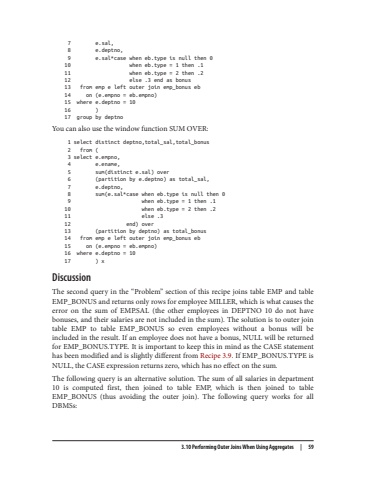 7 e.sal,
8 e.deptno,
9 e.sal*case when eb.type is null then 0
10 when eb.type = 1 then .1
11 when eb.type = 2 then .2
12 else .3 end as bonus
13 from emp e left outer join emp_bonus eb
14 on (e.empno = eb.empno)
15 where e.deptno = 10
16 )
17 group by deptno
You can also use the window function SUM OVER:
1 select distinct deptno,total_sal,total_bonus
2 from (
3 select e.empno,
4 e.ename,
5 sum(distinct e.sal) over
6 (partition by e.deptno) as total_sal,
7 e.deptno,
8 sum(e.sal*case when eb.type is null then 0
9 when eb.type = 1 then .1
10 when eb.type = 2 then .2
11 else .3
12 end) over
13 (partition by deptno) as total_bonus
14 from emp e left outer join emp_bonus eb
15 on (e.empno = eb.empno)
16 where e.deptno = 10
17 ) x
Discussion
The second query in the “Problem” section of this recipe joins table EMP and table
EMP_BONUS and returns only rows for employee MILLER, which is what causes the
error on the sum of EMP.SAL (the other employees in DEPTNO 10 do not have
bonuses, and their salaries are not included in the sum). The solution is to outer join
table EMP to table EMP_BONUS so even employees without a bonus will be
included in the result. If an employee does not have a bonus, NULL will be returned
for EMP_BONUS.TYPE. It is important to keep this in mind as the CASE statement
has been modified and is slightly different from Recipe 3.9. If EMP_BONUS.TYPE is
NULL, the CASE expression returns zero, which has no effect on the sum.
The following query is an alternative solution. The sum of all salaries in department
10 is computed first, then joined to table EMP, which is then joined to table
EMP_BONUS (thus avoiding the outer join). The following query works for all
DBMSs:
3.10 Performing Outer Joins When Using Aggregates | 59